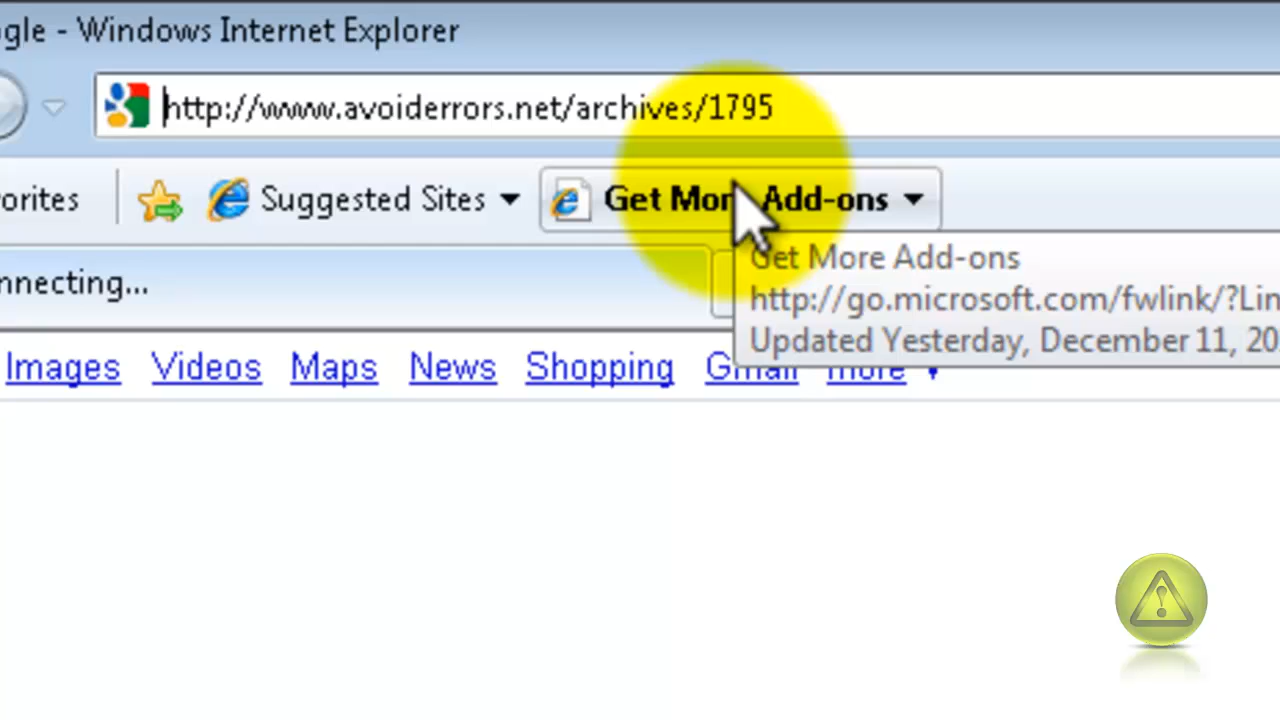 gle - Windows Internet Explorer
http://www.avoiderrors.net/archives/1795
orites
Suggested Sites
Get More Add-ons
Get More Add-ons
http://go.microsoft.com/fwlink/?Lin
Updated Yesterday, December 11, 20
nnecting...
Images Videos Maps News Shopping Gmail more